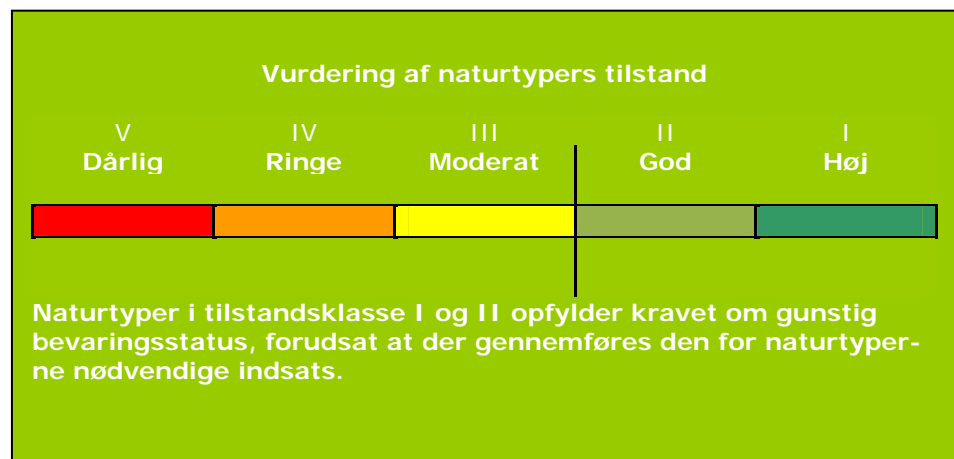 Vurdering af naturtypers tilstand
V IV III II I
Dårlig Ringe Moderat God Høj
Naturtyper i tilstandsklasse I og II opfylder kravet om gunstig
bevaringsstatus, forudsat at der gennemføres den for naturtyper-
ne nødvendige indsats.